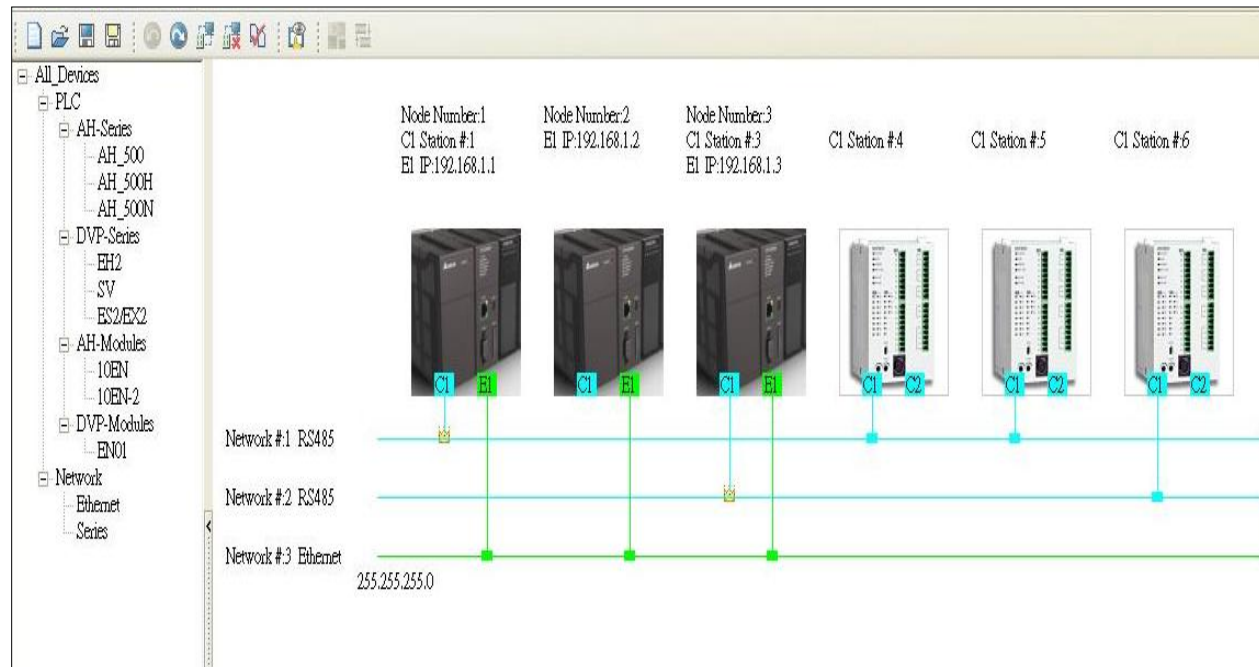 All_Devices
PLC
AH-Series
AH_500
AH_500H
AH_500N
DVP-Series
EH2
SV
ES2/EX2
AH-Modules
10EN
10EN-2
DVP-Modules
EN01
Network
Ethernet
Series
Node Number:1
C1 Station #:1
E1 IP:192.168.1.1
Node Number:2
E1 IP:192.168.1.2
Node Number:3
C1 Station #:3
E1 IP:192.168.1.3
C1 Station #:4
C1 Station #:5
C1 Station #:6
C1 E1
C1 E1
C1 E1
C1 C2
C1 C2
C1 C2
Network #:1 RS485
Network #:2 RS485
Network #:3 Ethernet
255.255.255.0